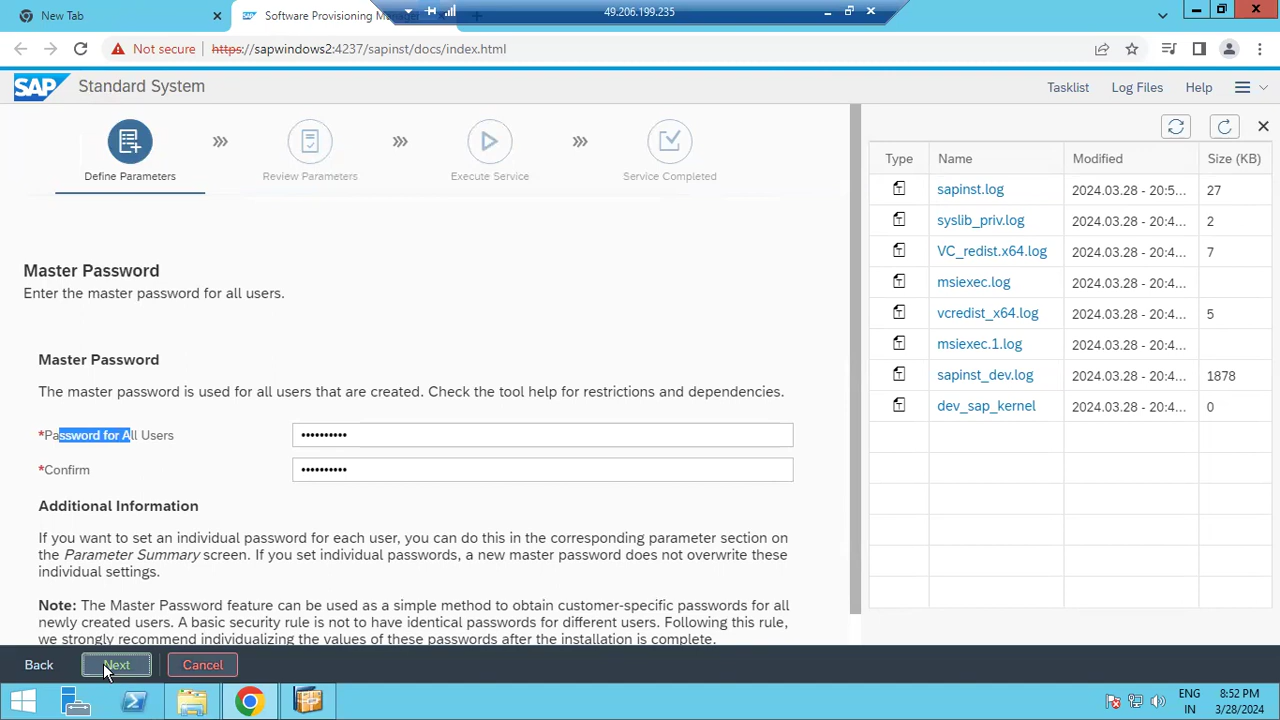 New Tab
Software Provisioning Mana
49.206.199.235
Not secure
https://sapwindows2:4237/sapinst/docs/index.html
SAP
Standard System
Tasklist
Log Files
Help
Define Parameters
Review Parameters
Execute Service
Service Completed
Type Name Modified Size (KB)
sapinst.log 2024.03.28 - 20:5... 27
syslib_priv.log 2024.03.28 - 20:4... 2
VC_redist.x64.log 2024.03.28 - 20:4... 7
msiexec.log 2024.03.28 - 20:4...
vcredist_x64.log 2024.03.28 - 20:4... 5
msiexec.1.log 2024.03.28 - 20:4...
sapinst_dev.log 2024.03.28 - 20:4... 1878
dev_sap_kernel 2024.03.28 - 20:4... 0
Master Password
Enter the master password for all users.
Master Password
The master password is used for all users that are created. Check the tool help for restrictions and dependencies.
*Password for All Users ••••••••••
*Confirm ••••••••••
Additional Information
If you want to set an individual password for each user, you can do this in the corresponding parameter section on
the Parameter Summary screen. If you set individual passwords, a new master password does not overwrite these
individual settings.
Note: The Master Password feature can be used as a simple method to obtain customer-specific passwords for all
newly created users. A basic security rule is not to have identical passwords for different users. Following this rule,
we strongly recommend individualizing the values of these passwords after the installation is complete.
Back
Next
Cancel
ENG
IN
8:52 PM
3/28/2024